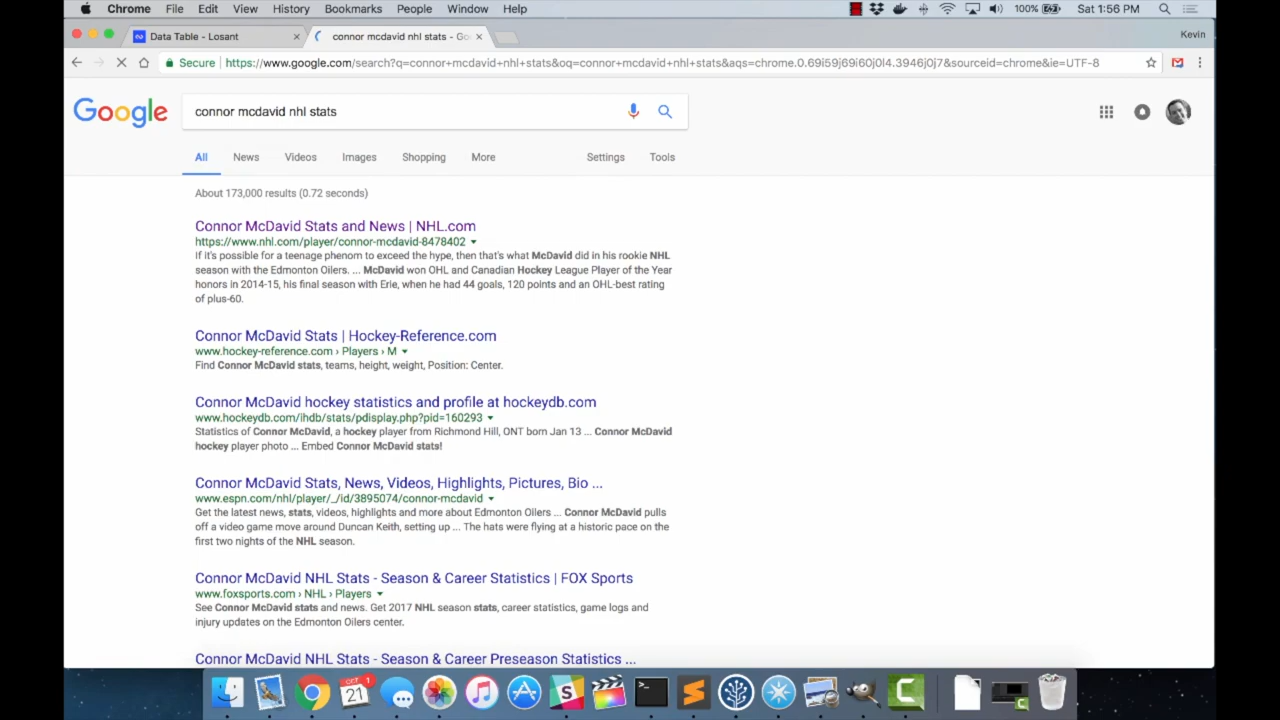 Chrome File Edit View History Bookmarks People Window Help 100% Sat 1:56 PM
Data Table - Losant connor mcdavid nhl stats - Go Kevin
Secure https://www.google.com/search?q=connor+mcdavid+nhl+stats&oq=connor+mcdavid+nhl+stats&aqs=chrome.0.69i59j69i60j0l4.3946j0j7&sourceid=chrome&ie=UTF-8
Google connor mcdavid nhl stats
All News Videos Images Shopping More Settings Tools
About 173,000 results (0.72 seconds)
Connor McDavid Stats and News | NHL.com
https://www.nhl.com/player/connor-mcdavid-8478402
If it's possible for a teenage phenom to exceed the hype, then that's what McDavid did in his rookie NHL
season with the Edmonton Oilers. ... McDavid won OHL and Canadian Hockey League Player of the Year
honors in 2014-15, his final season with Erie, when he had 44 goals, 120 points and an OHL-best rating
of plus-60.
Connor McDavid Stats | Hockey-Reference.com
www.hockey-reference.com › Players › M
Find Connor McDavid stats, teams, height, weight, Position: Center.
Connor McDavid hockey statistics and profile at hockeydb.com
www.hockeydb.com/ihdb/stats/pdisplay.php?pid=160293
Statistics of Connor McDavid, a hockey player from Richmond Hill, ONT born Jan 13 ... Connor McDavid
hockey player photo ... Embed Connor McDavid stats!
Connor McDavid Stats, News, Videos, Highlights, Pictures, Bio ...
www.espn.com/nhl/player/_/id/3895074/connor-mcdavid
Get the latest news, stats, videos, highlights and more about Edmonton Oilers ... Connor McDavid pulls
off a video game move around Duncan Keith, setting up ... The hats were flying at a historic pace on the
first two nights of the NHL season.
Connor McDavid NHL Stats - Season & Career Statistics | FOX Sports
www.foxsports.com › NHL › Players
See Connor McDavid stats and news. Get 2017 NHL season stats, career statistics, game logs and
injury updates on the Edmonton Oilers center.
Connor McDavid NHL Stats - Season & Career Preseason Statistics ...
OCT 1
21